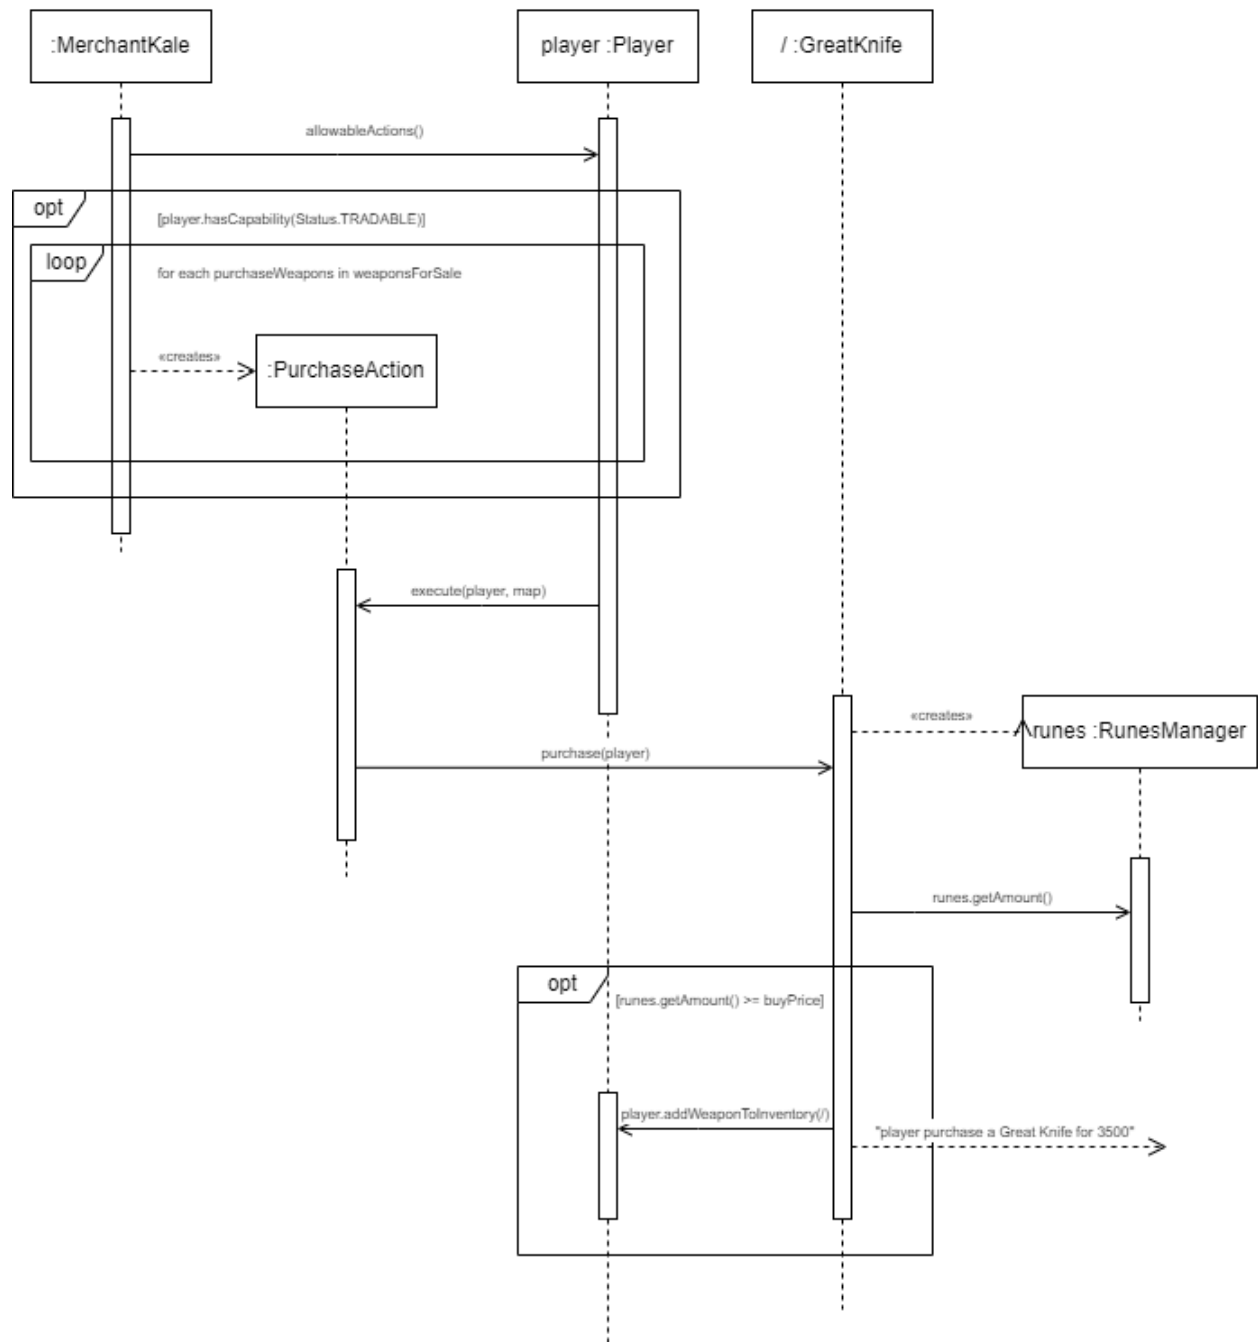 :MerchantKale
player :Player
/ :GreatKnife
allowableActions()
opt
[player.hasCapability(Status.TRADABLE)]
loop
for each purchaseWeapons in weaponsForSale
«creates»
:PurchaseAction
execute(player, map)
«creates»
runes :RunesManager
purchase(player)
runes.getAmount()
opt
[runes.getAmount() >= buyPrice]
player.addWeaponToInventory(/)
"player purchase a Great Knife for 3500"